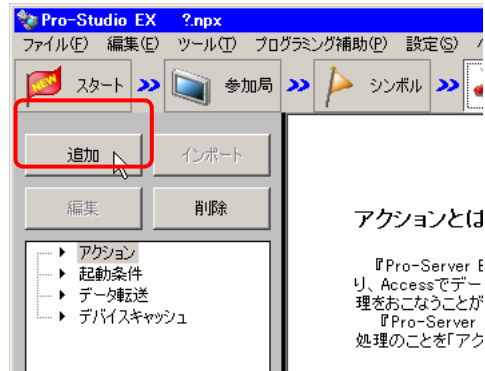 Pro-Studio EX ?.npx
ファイル(F) 編集(E) ツール(T) プログラミング補助(P) 設定(S)
NEW スタート 参加局 シンボル
追加 インポート
編集 削除
アクション
起動条件
データ転送
デバイスキャッシュ
アクションとは
『Pro-Server E
り、Accessでデー
理をおこなうことが
『Pro-Server
処理のことを「アク